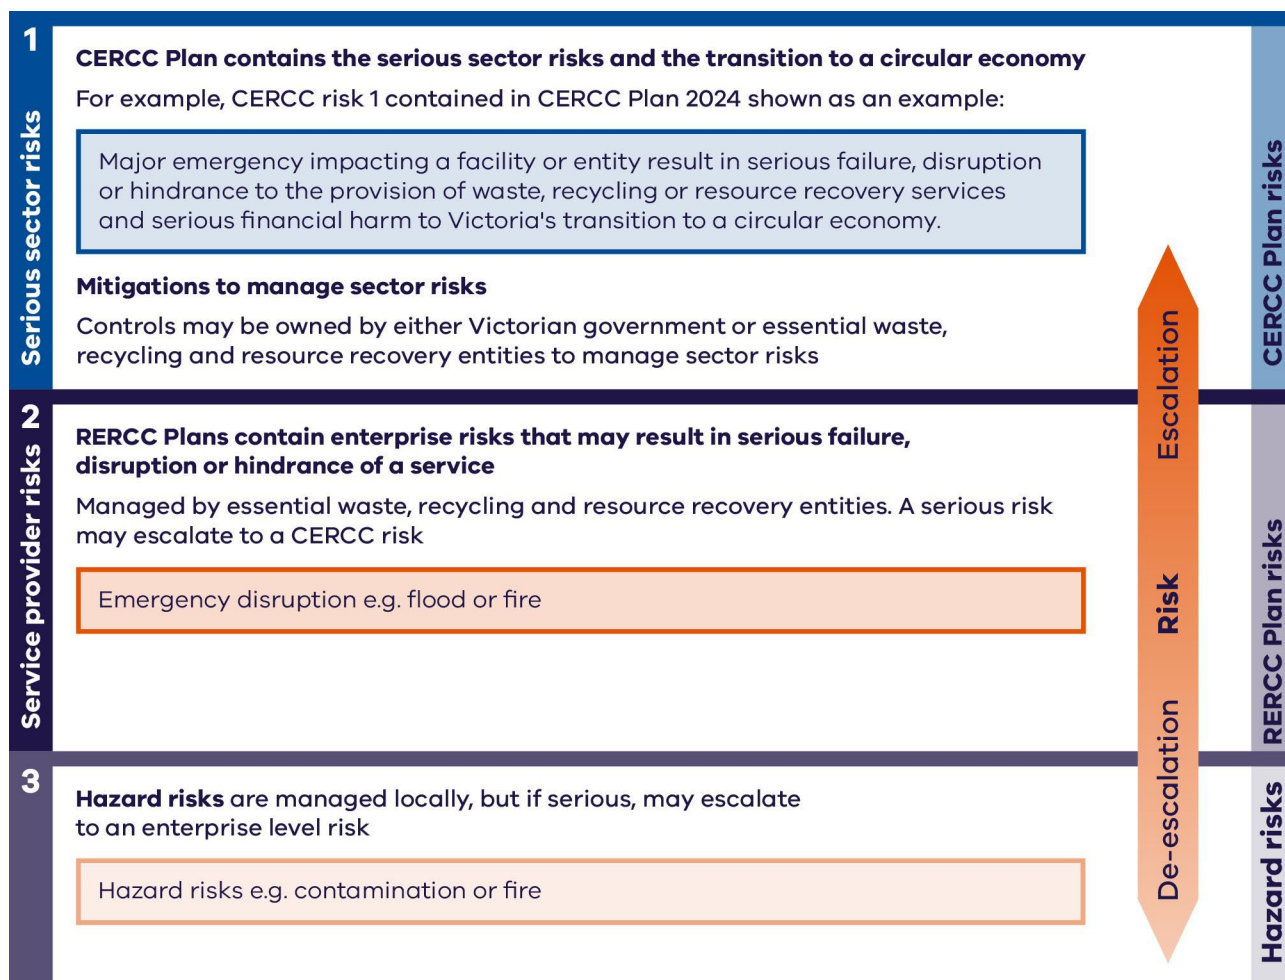 1
Serious sector risks
CERCC Plan contains the serious sector risks and the transition to a circular economy
For example, CERCC risk 1 contained in CERCC Plan 2024 shown as an example:
Major emergency impacting a facility or entity result in serious failure, disruption
or hindrance to the provision of waste, recycling or resource recovery services
and serious financial harm to Victoria's transition to a circular economy.
Mitigations to manage sector risks
Controls may be owned by either Victorian government or essential waste,
recycling and resource recovery entities to manage sector risks
CERCC Plan risks
2
Service provider risks
RERCC Plans contain enterprise risks that may result in serious failure,
disruption or hindrance of a service
Managed by essential waste, recycling and resource recovery entities. A serious risk
may escalate to a CERCC risk
Emergency disruption e.g. flood or fire
RERCC Plan risks
3
Hazard risks are managed locally, but if serious, may escalate
to an enterprise level risk
Hazard risks e.g. contamination or fire
Hazard risks
De-escalation Risk Escalation